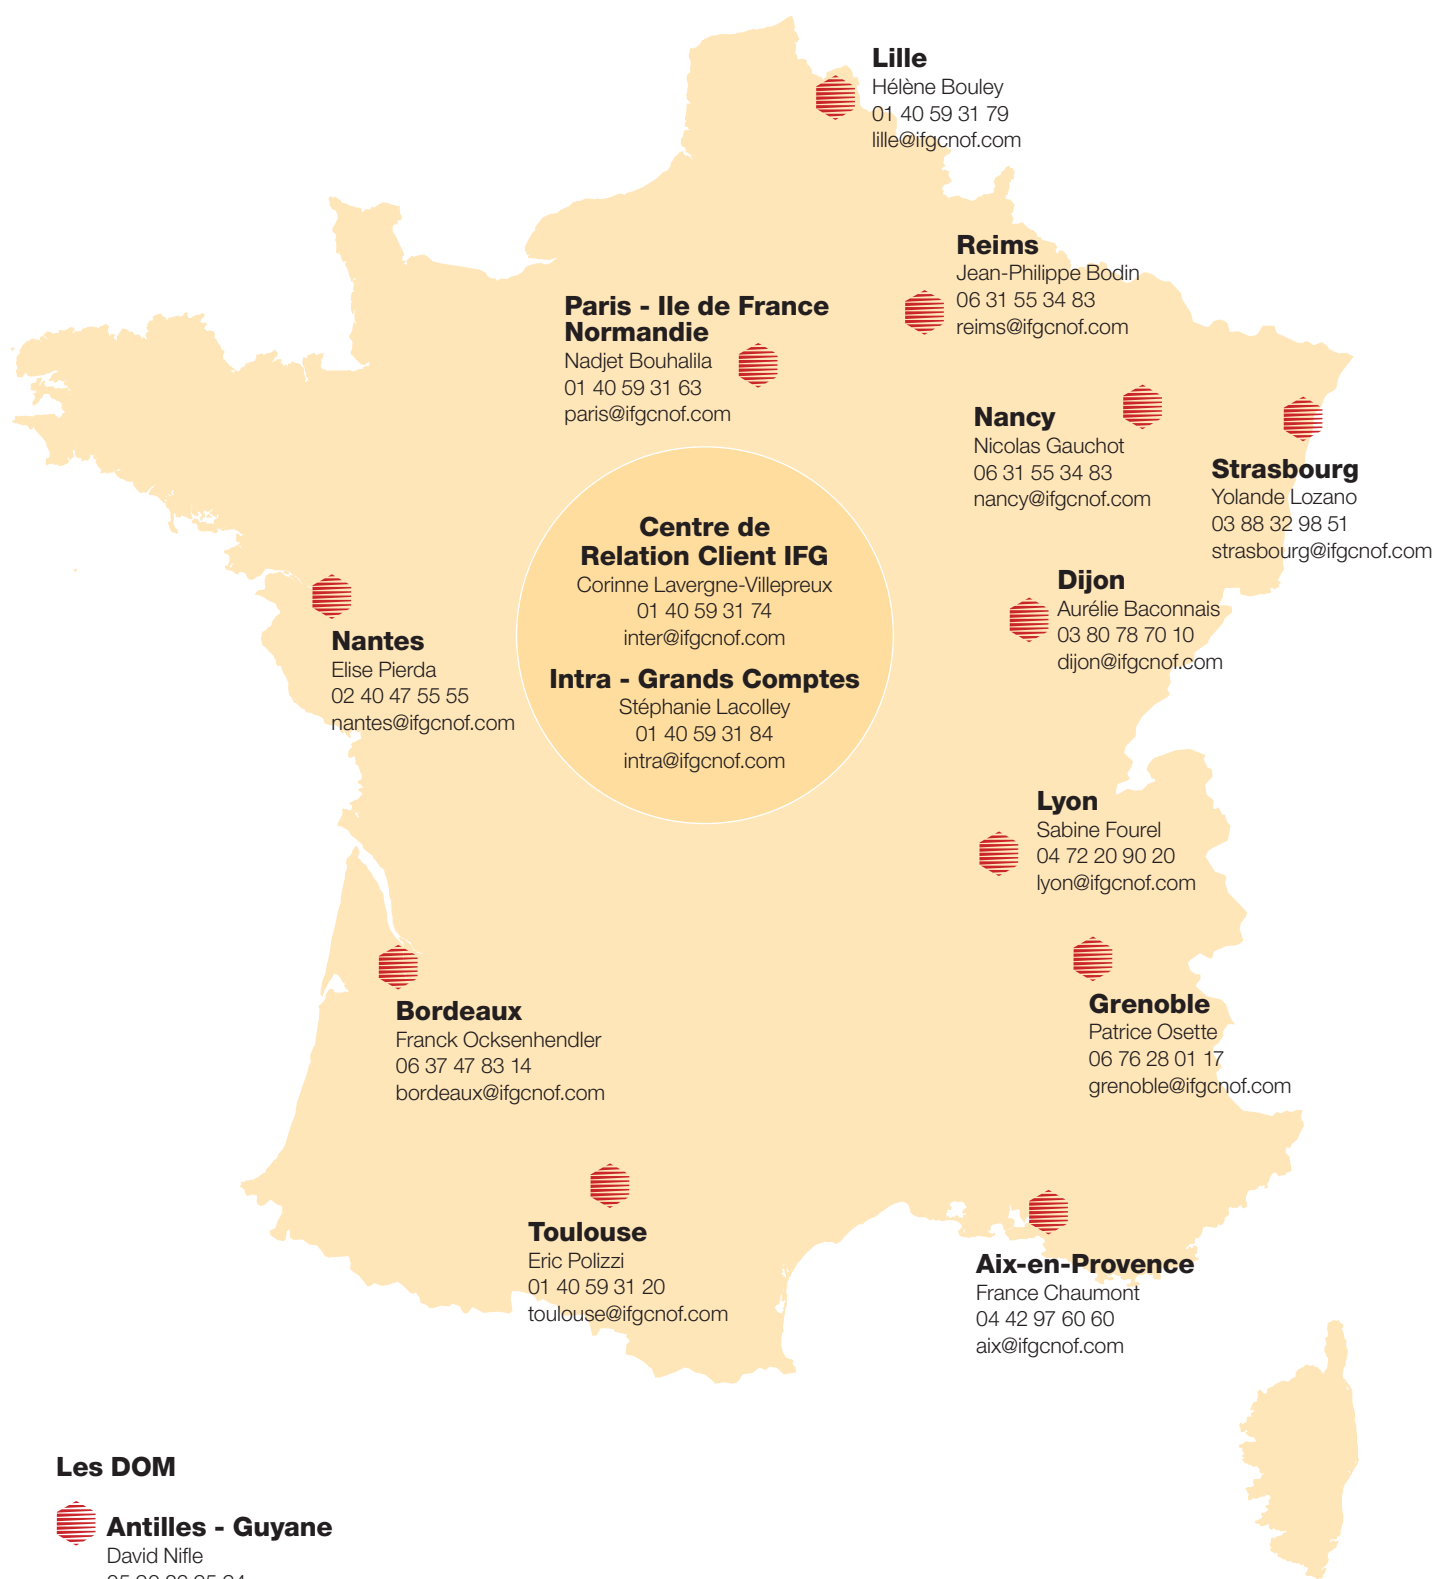 Lille
Hélène Bouley
01 40 59 31 79
lille@ifgcnof.com
Reims
Jean-Philippe Bodin
06 31 55 34 83
reims@ifgcnof.com
Paris - Ile de France
Normandie
Nadjet Bouhalila
01 40 59 31 63
paris@ifgcnof.com
Nancy
Nicolas Gauchot
06 31 55 34 83
nancy@ifgcnof.com
Strasbourg
Yolande Lozano
03 88 32 98 51
strasbourg@ifgcnof.com
Centre de
Relation Client IFG
Corinne Lavergne-Villepreux
01 40 59 31 74
inter@ifgcnof.com
Intra - Grands Comptes
Stéphanie Lacolley
01 40 59 31 84
intra@ifgcnof.com
Dijon
Aurélie Baconnais
03 80 78 70 10
dijon@ifgcnof.com
Nantes
Elise Pierda
02 40 47 55 55
nantes@ifgcnof.com
Lyon
Sabine Fourel
04 72 20 90 20
lyon@ifgcnof.com
Bordeaux
Franck Ocksenhendler
06 37 47 83 14
bordeaux@ifgcnof.com
Grenoble
Patrice Osette
06 76 28 01 17
grenoble@ifgcnof.com
Toulouse
Eric Polizzi
01 40 59 31 20
toulouse@ifgcnof.com
Aix-en-Provence
France Chaumont
04 42 97 60 60
aix@ifgcnof.com
Les DOM
Antilles - Guyane
David Nifle